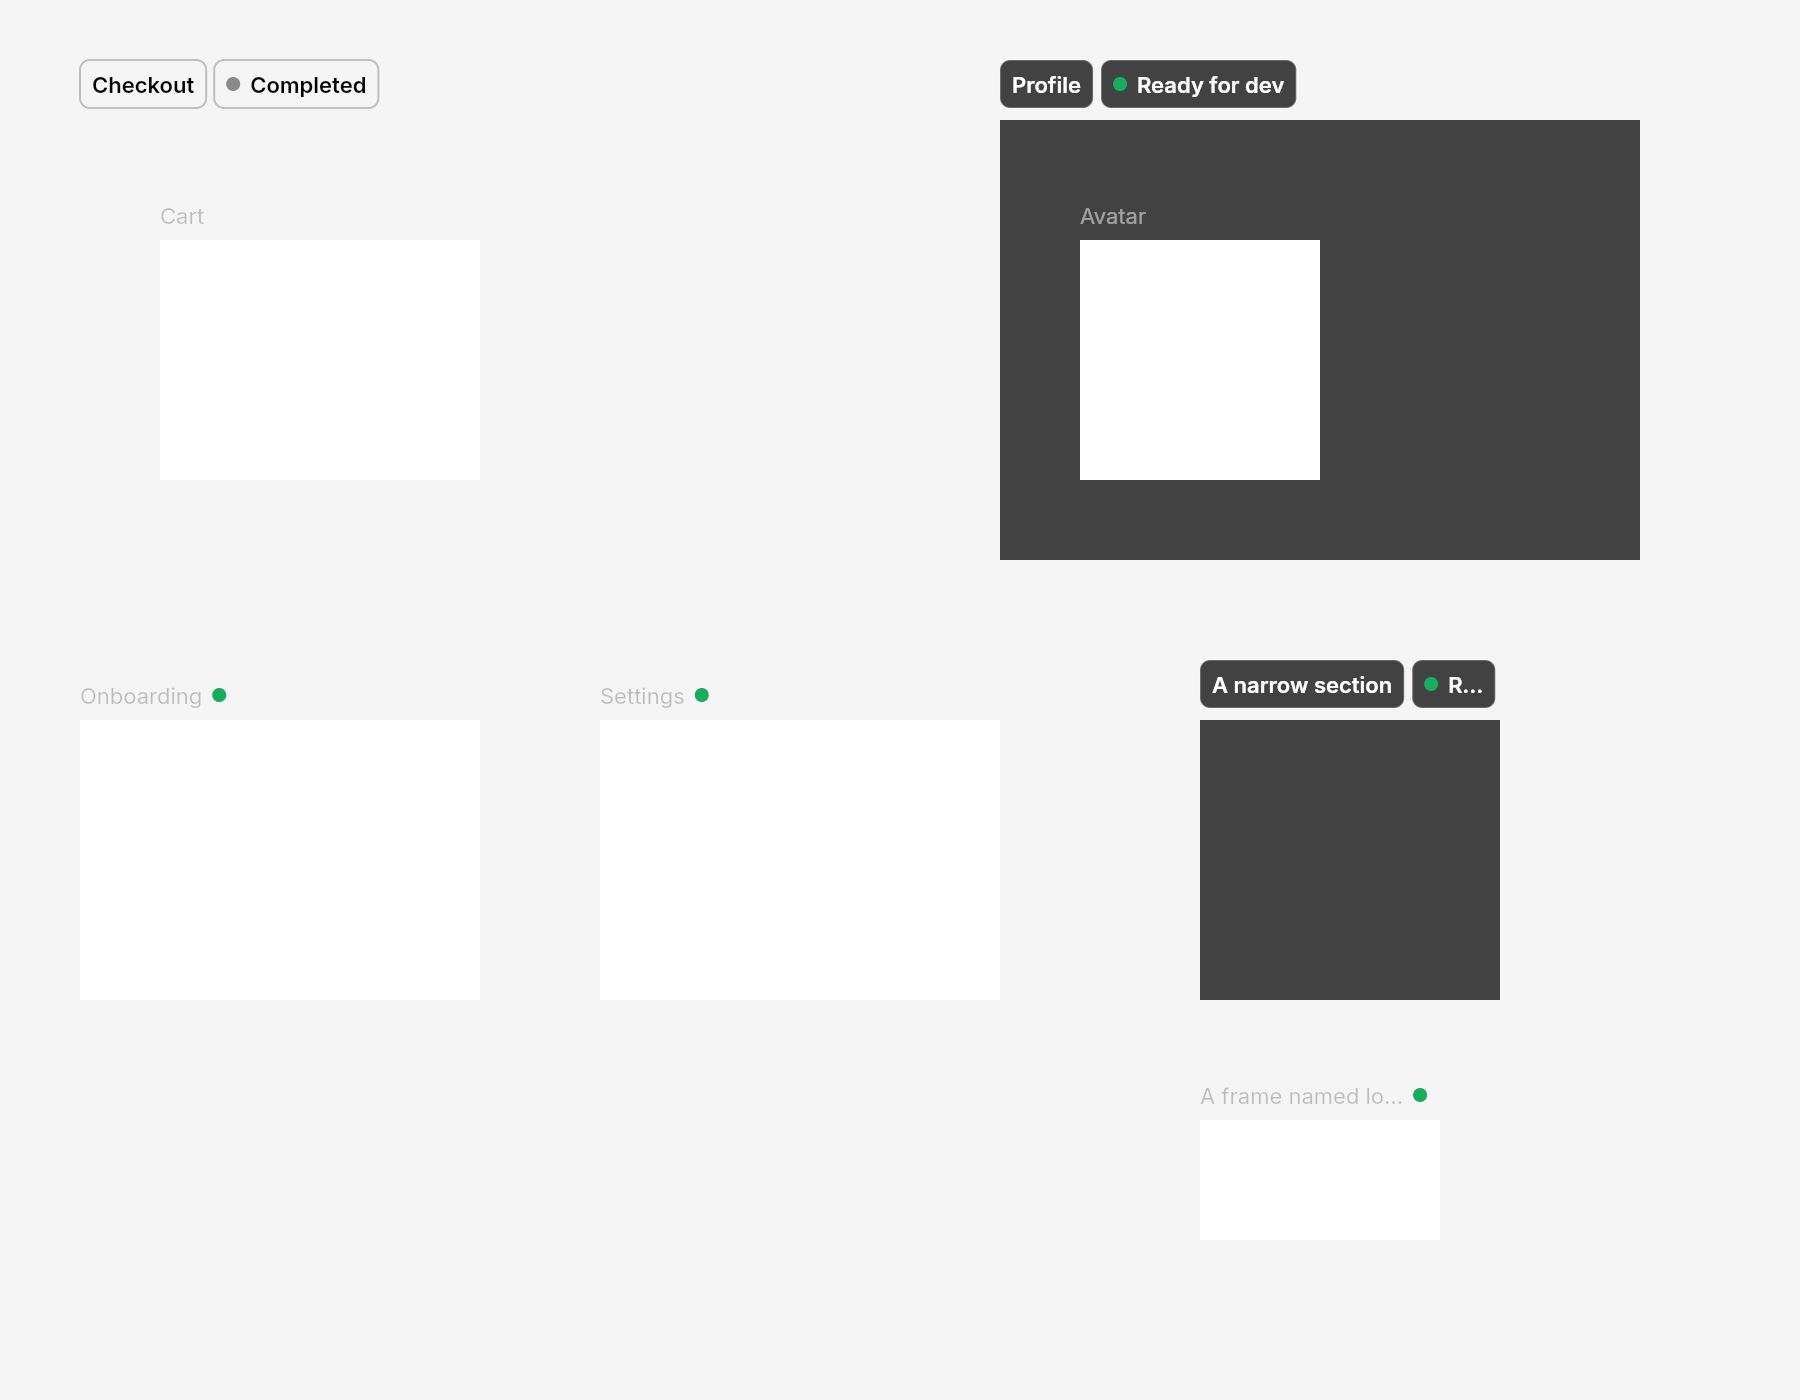 Checkout
Completed
Profile
Ready for dev
Cart
Avatar
Onboarding
Settings
A narrow section
R...
A frame named lo...